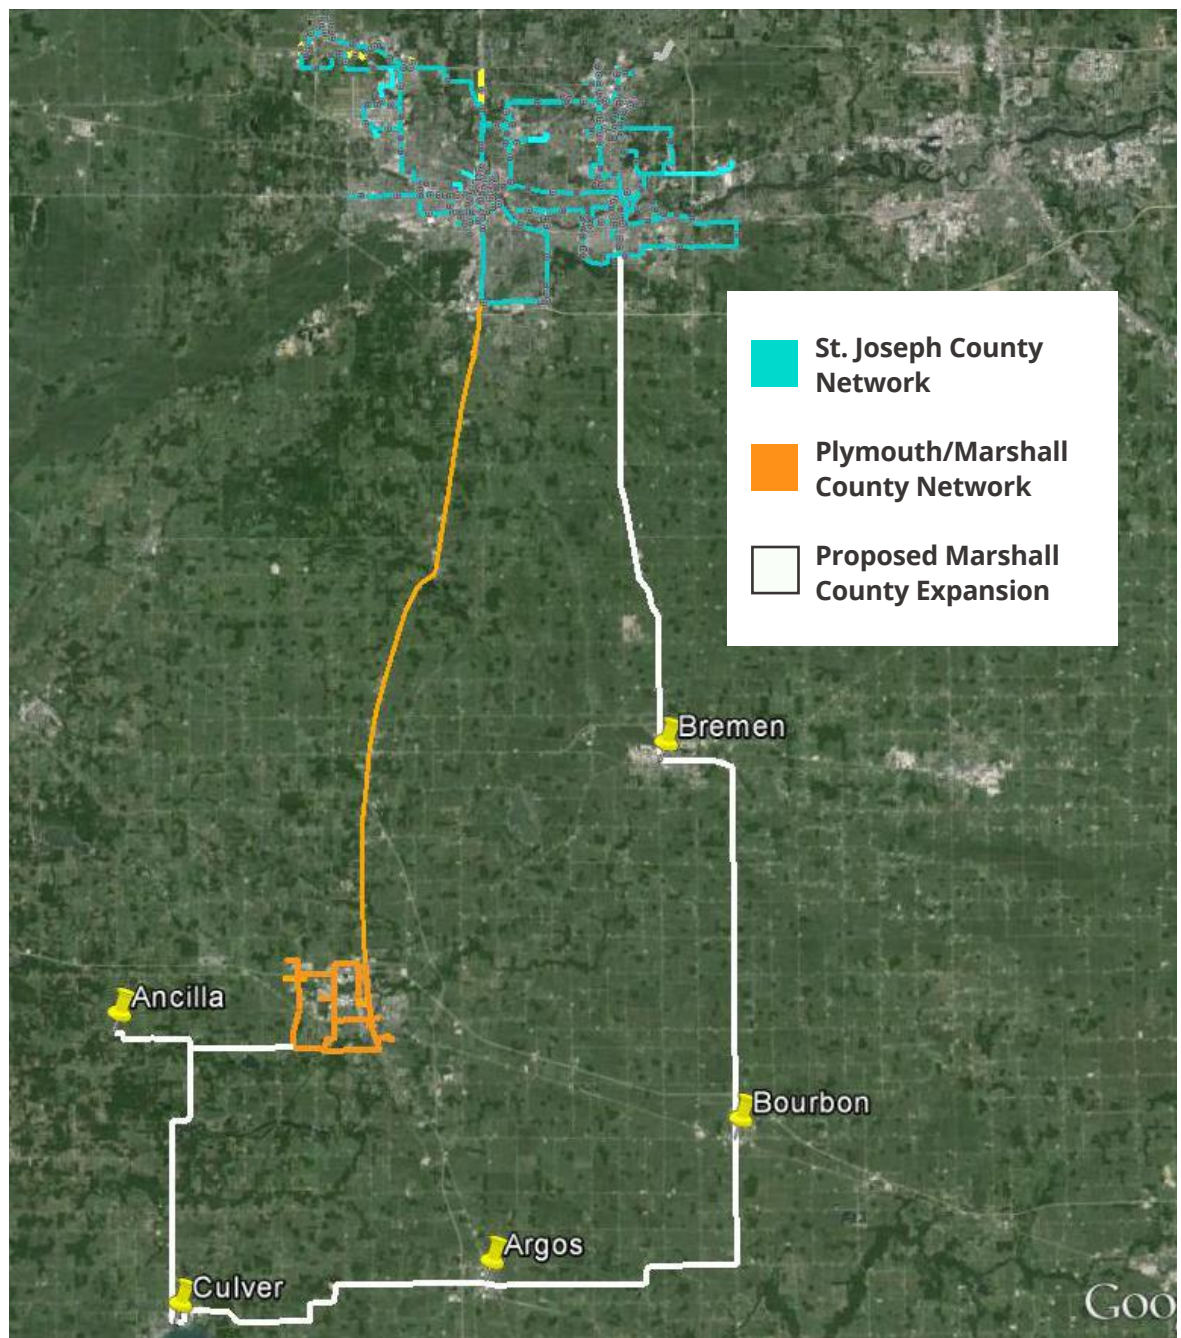 St. Joseph County
Network
Plymouth/Marshall
County Network
Proposed Marshall
County Expansion
Bremen
Ancilla
Bourbon
Argos
Culver
Goo